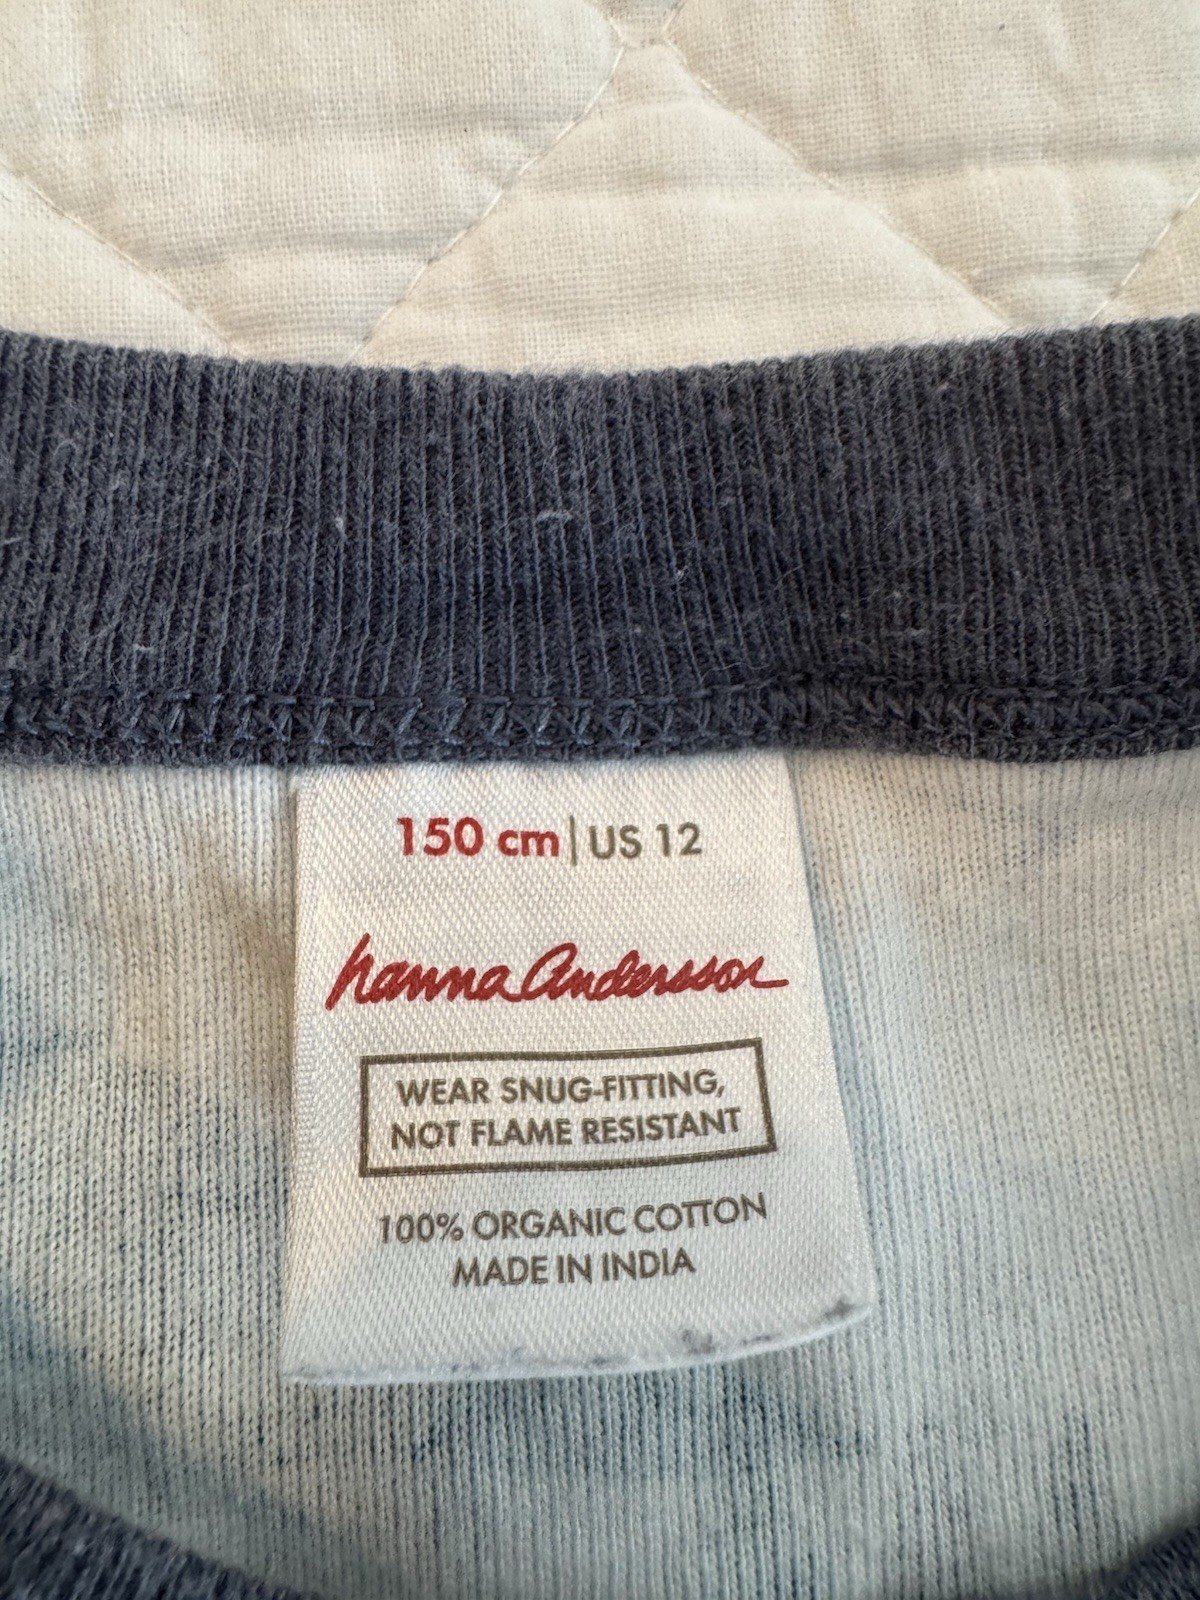 150 cm | US 12
hanna Andersson
WEAR SNUG-FITTING,
NOT FLAME RESISTANT
100% ORGANIC COTTON
MADE IN INDIA